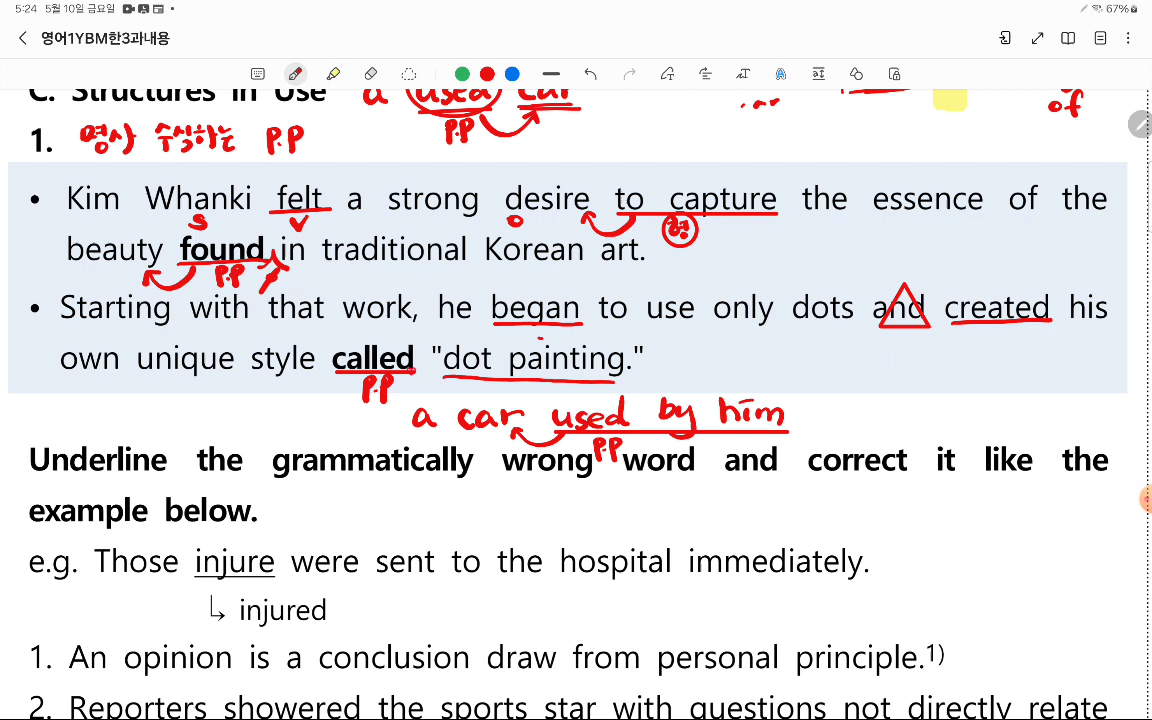 5:24 5월 10일 금요일
67%
영어1YBM한3과내용
C. Structures in Use a used car
P.P
of
1. 명사 수식하는 P.P
• Kim Whanki felt a strong desire to capture the essence of the
S V O 형
beauty found in traditional Korean art.
P.P
• Starting with that work, he began to use only dots and created his
own unique style called "dot painting."
P.P
a car used by him
P.P
Underline the grammatically wrong word and correct it like the
example below.
e.g. Those injure were sent to the hospital immediately.
↳ injured
1. An opinion is a conclusion draw from personal principle.1)
2. Reporters showered the sports star with questions not directly relate